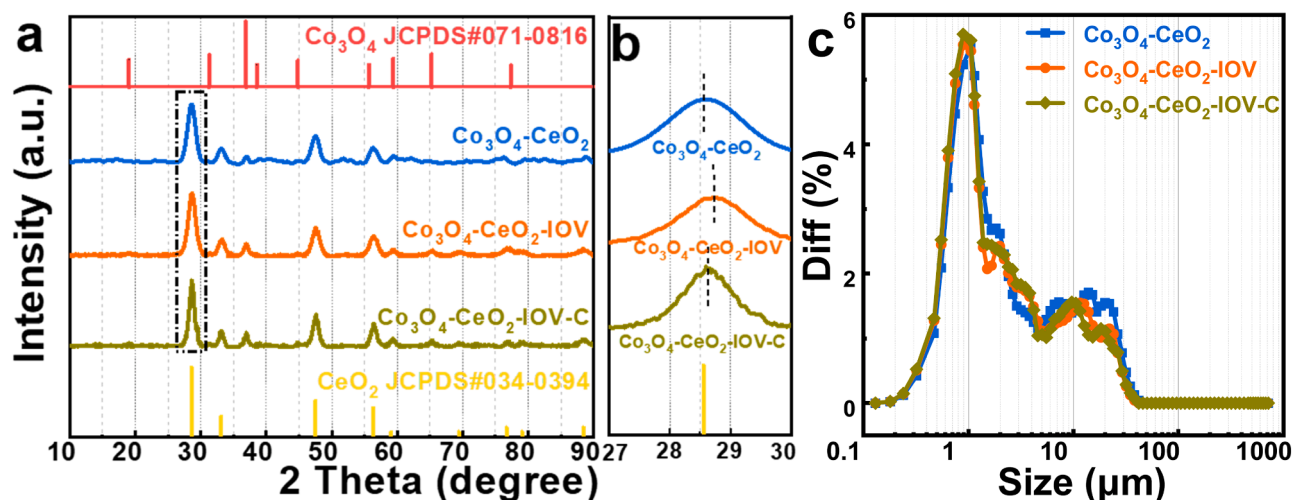 a
Co₃O₄ JCPDS#071-0816
Co₃O₄-CeO₂
Co₃O₄-CeO₂-IOV
Co₃O₄-CeO₂-IOV-C
CeO₂ JCPDS#034-0394
Intensity (a.u.)
10 20 30 40 50 60 70 80 90
2 Theta (degree)
b
Co₃O₄-CeO₂
Co₃O₄-CeO₂-IOV
Co₃O₄-CeO₂-IOV-C
27 28 29 30
c
Co₃O₄-CeO₂
Co₃O₄-CeO₂-IOV
Co₃O₄-CeO₂-IOV-C
Diff (%)
6
4
2
0
0.1 1 10 100 1000
Size (μm)